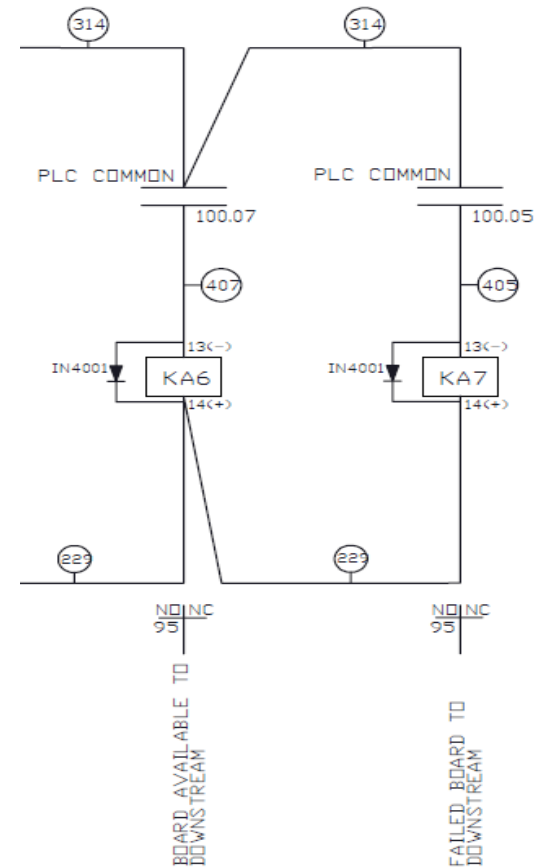 314
314
PLC COMMON
PLC COMMON
100.07
100.05
407
405
13(-)
13(-)
IN4001
IN4001
KA6
KA7
14(+)
14(+)
229
229
NO NC
NO NC
95
95
BOARD AVAILABLE TO
DOWNSTREAM
FAILED BOARD TO
DOWNSTREAM